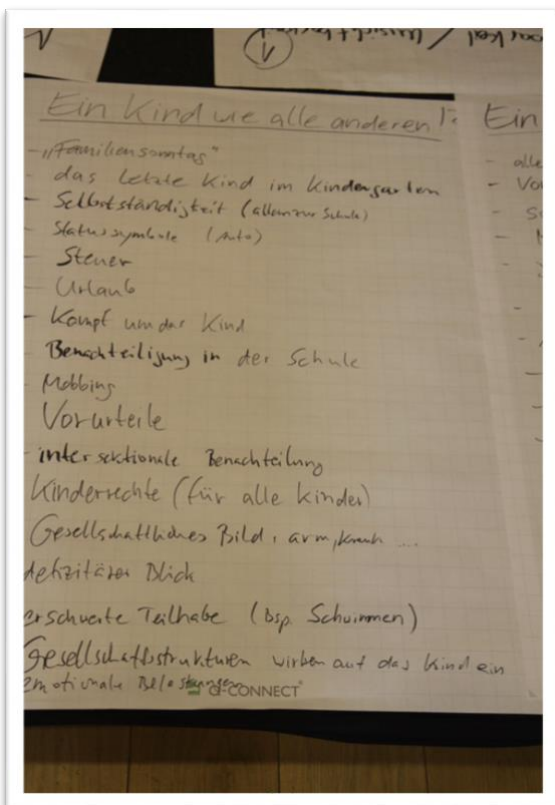 Ein Kind wie alle anderen!?
Ein
- "Familiensonntag"
- das letzte Kind im Kindergarten
- Selbstständigkeit (allein zur Schule)
- Statussymbole (Auto)
- Steuer
- Urlaub
- Kampf um das Kind
Benachteiligung in der Schule
Mobbing
Vorurteile
- intersektionale Benachteilung
Kinderrechte (für alle Kinder)
Gesellschaftliches Bild, arm, krank ...
defizitärer Blick
erschwerte Teilhabe (bsp. Schwimmen)
Gesellschaftsstrukturen wirken auf das Kind ein
emotionale Belastungen
CONNECT
- alle